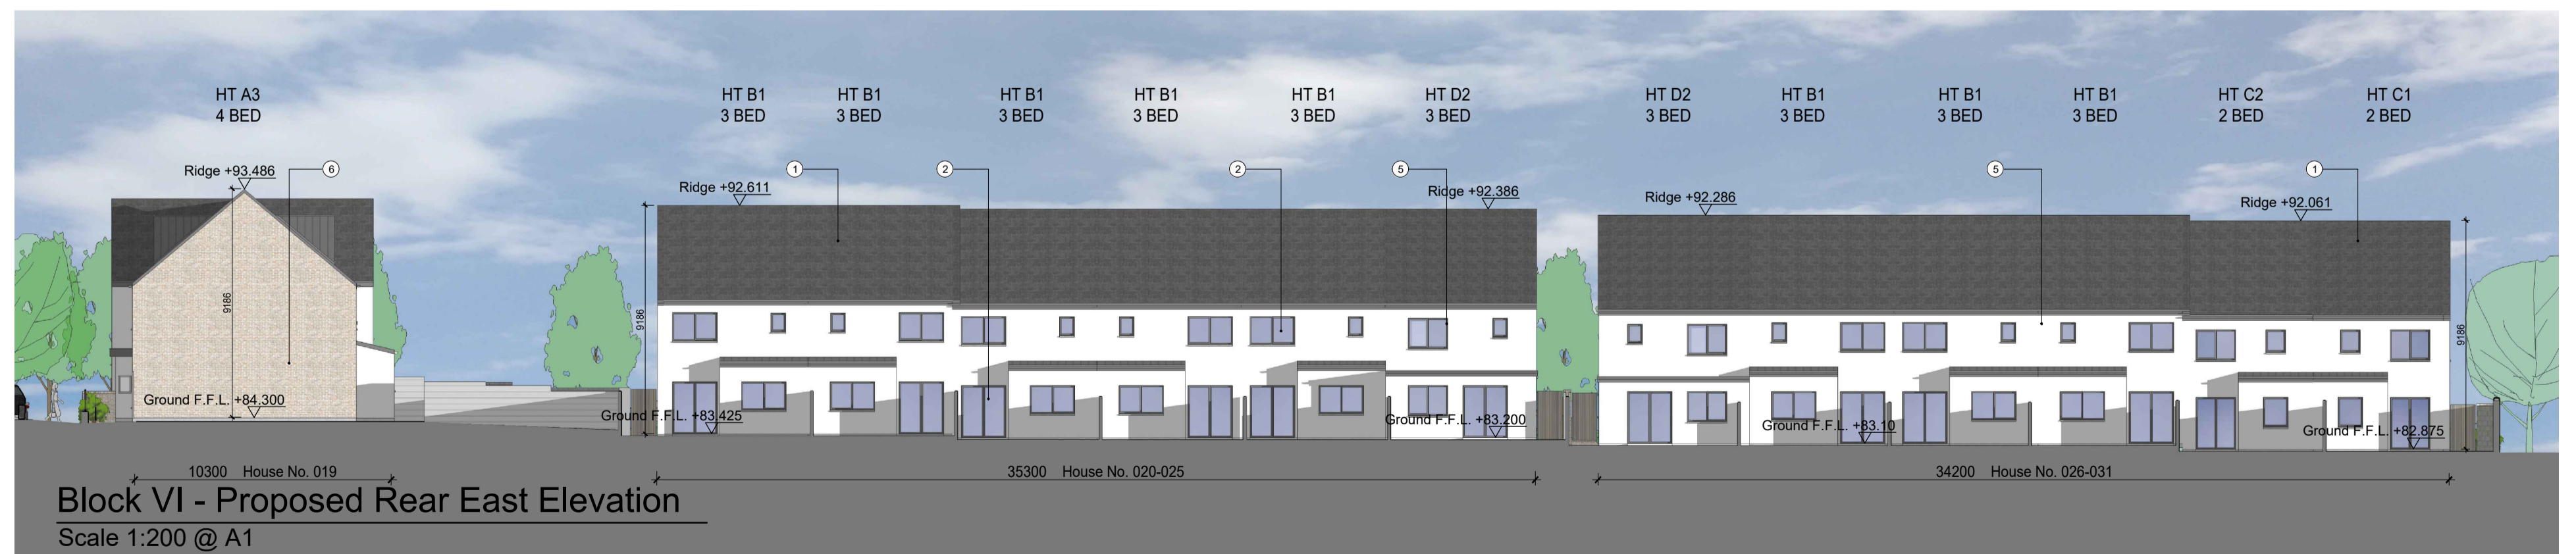 HT A3
4 BED
HT B1
3 BED
HT B1
3 BED
HT B1
3 BED
HT B1
3 BED
HT B1
3 BED
HT D2
3 BED
HT D2
3 BED
HT B1
3 BED
HT B1
3 BED
HT B1
3 BED
HT C2
2 BED
HT C1
2 BED
Ridge +93.486
6
Ridge +92.611
1
2
2
5
Ridge +92.386
Ridge +92.286
5
1
Ridge +92.061
9186
9186
9186
Ground F.F.L. +84.300
Ground F.F.L. +83.425
Ground F.F.L. +83.200
Ground F.F.L. +83.10
Ground F.F.L. +82.875
10300 House No. 019
35300 House No. 020-025
34200 House No. 026-031
Block VI - Proposed Rear East Elevation
Scale 1:200 @ A1